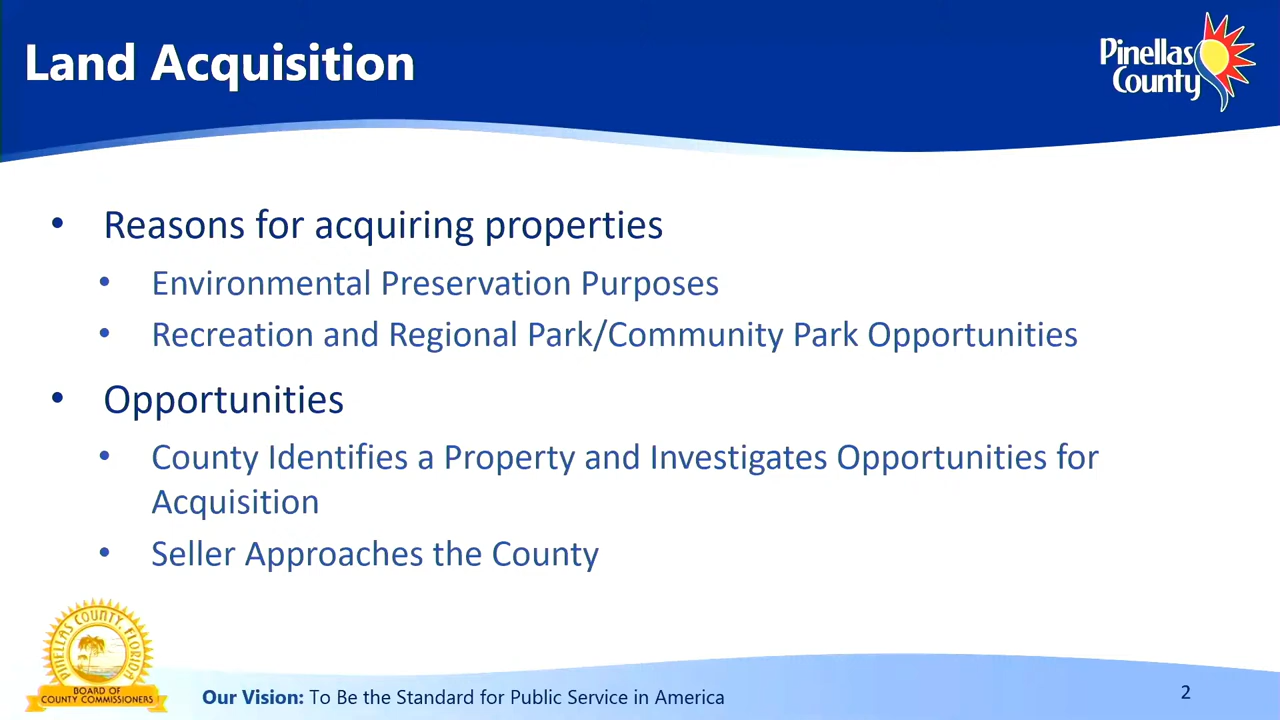 Land Acquisition
Pinellas
County
• Reasons for acquiring properties
• Environmental Preservation Purposes
• Recreation and Regional Park/Community Park Opportunities
• Opportunities
• County Identifies a Property and Investigates Opportunities for
Acquisition
• Seller Approaches the County
PINELLAS COUNTY, FLORIDA
BOARD OF
COUNTY COMMISSIONERS
Our Vision: To Be the Standard for Public Service in America
2